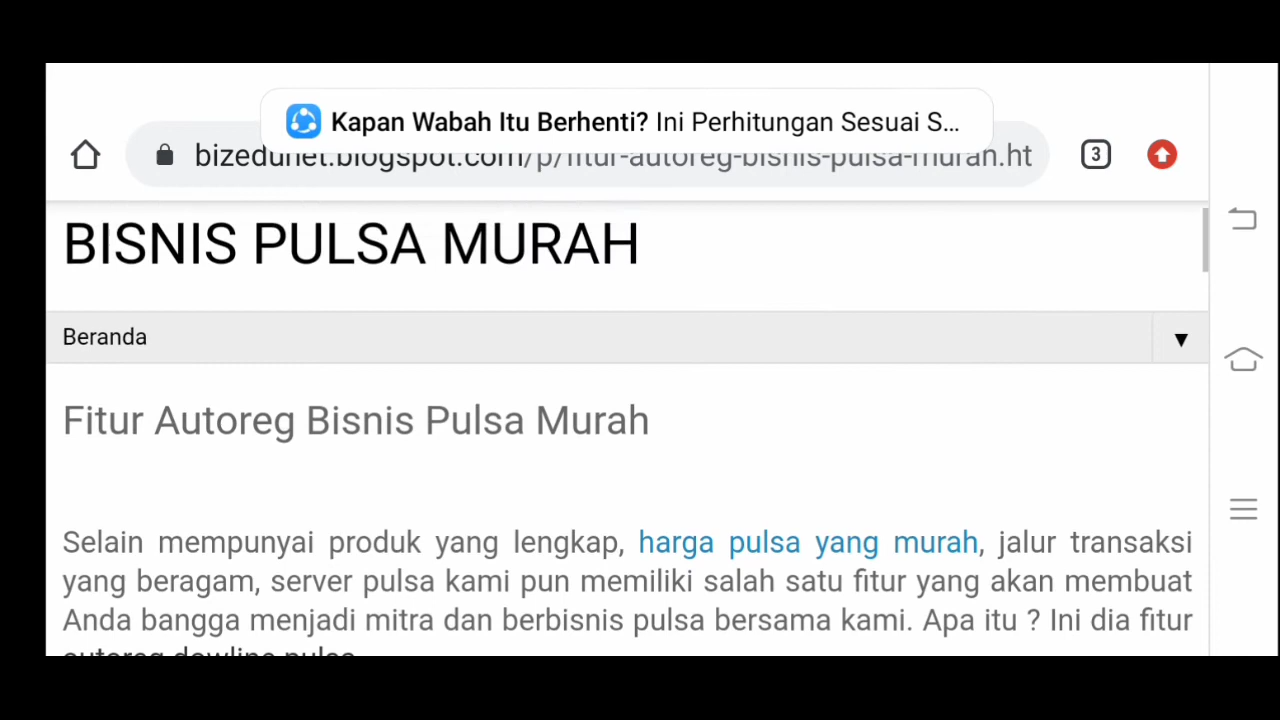 Kapan Wabah Itu Berhenti? Ini Perhitungan Sesuai S...
bizedunet.blogspot.com/p/fitur-autoreg-bisnis-pulsa-murah.ht
3
BISNIS PULSA MURAH
Beranda
Fitur Autoreg Bisnis Pulsa Murah
Selain mempunyai produk yang lengkap, harga pulsa yang murah, jalur transaksi
yang beragam, server pulsa kami pun memiliki salah satu fitur yang akan membuat
Anda bangga menjadi mitra dan berbisnis pulsa bersama kami. Apa itu ? Ini dia fitur
autoreg dowline pulsa